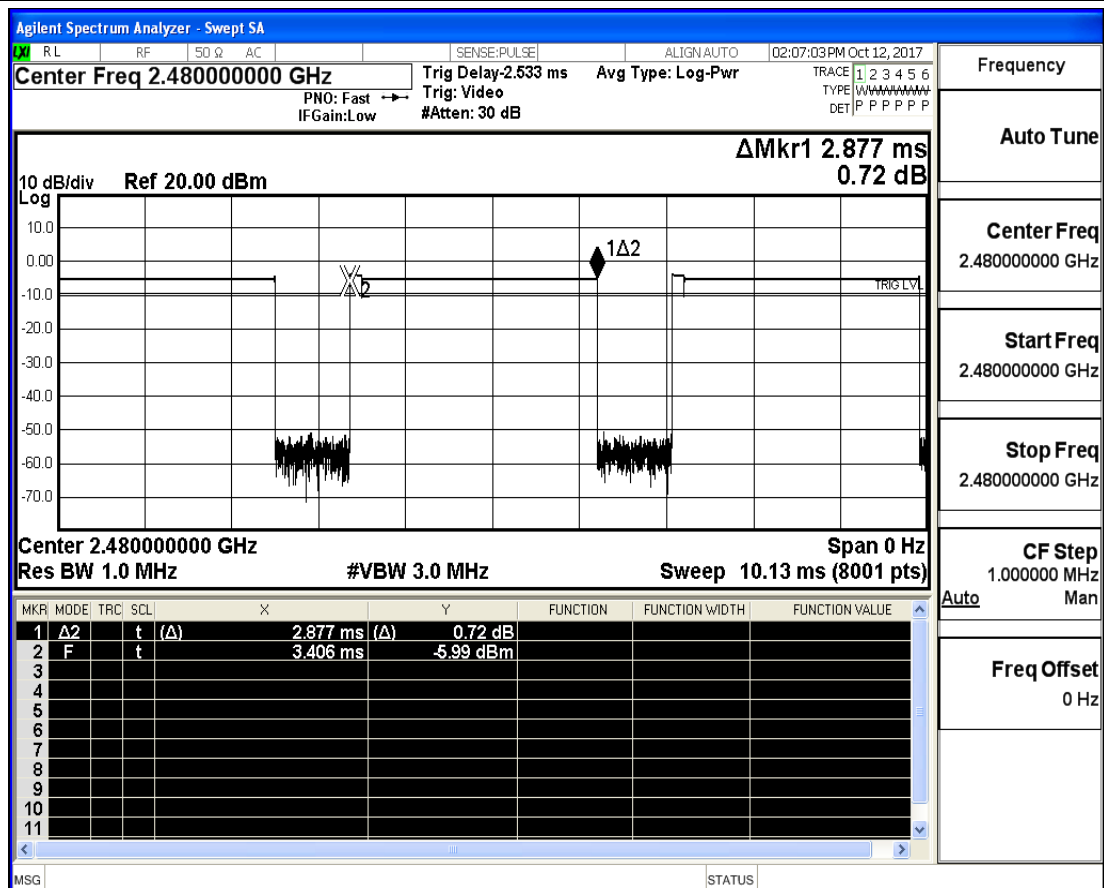 Agilent Spectrum Analyzer - Swept SA
LXI RL RF 50 Ω AC SENSE:PULSE ALIGN AUTO 02:07:03 PM Oct 12, 2017
Center Freq 2.480000000 GHz
PNO: Fast
IFGain:Low
Trig Delay-2.533 ms
Trig: Video
#Atten: 30 dB
Avg Type: Log-Pwr
TRACE 1 2 3 4 5 6
TYPE WWWWWW
DET P P P P P P
ΔMkr1 2.877 ms
0.72 dB
10 dB/div Ref 20.00 dBm
Log
10.0
0.00
-10.0
-20.0
-30.0
-40.0
-50.0
-60.0
-70.0
1Δ2
2
TRIG LVL
Center 2.480000000 GHz Span 0 Hz
Res BW 1.0 MHz #VBW 3.0 MHz Sweep 10.13 ms (8001 pts)
MKR MODE TRC SCL X Y FUNCTION FUNCTION WIDTH FUNCTION VALUE
1 Δ2 t (Δ) 2.877 ms (Δ) 0.72 dB
2 F t 3.406 ms -5.99 dBm
3
4
5
6
7
8
9
10
11
MSG STATUS
Frequency
Auto Tune
Center Freq
2.480000000 GHz
Start Freq
2.480000000 GHz
Stop Freq
2.480000000 GHz
CF Step
1.000000 MHz
Auto Man
Freq Offset
0 Hz